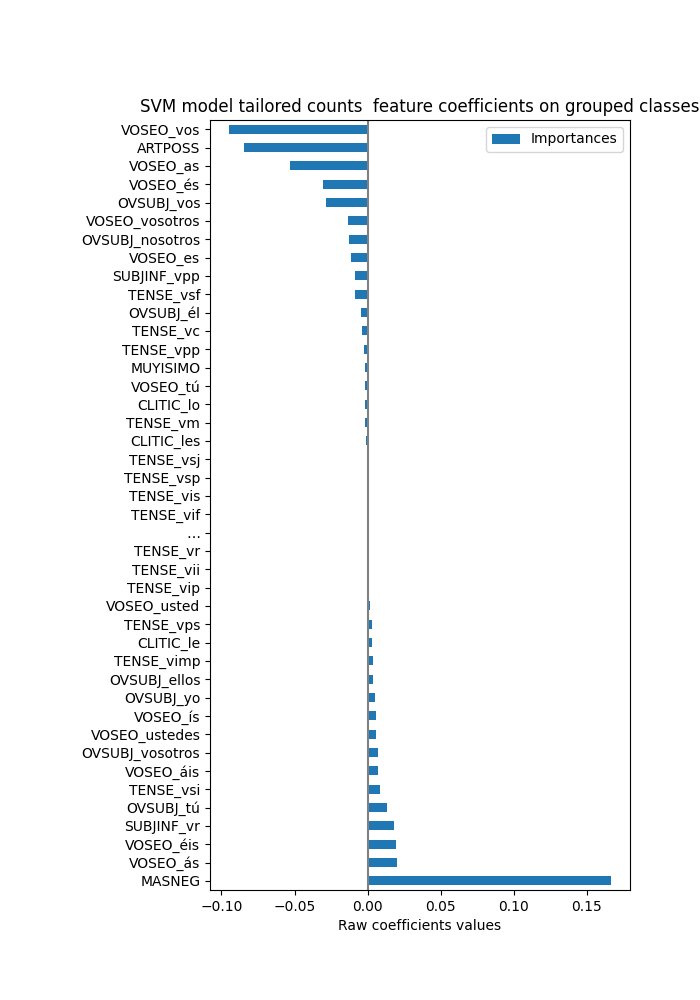 SVM model tailored counts  feature coefficients on grouped classes
Importances
VOSEO_vos
ARTPOSS
VOSEO_as
VOSEO_és
OVSUBJ_vos
VOSEO_vosotros
OVSUBJ_nosotros
VOSEO_es
SUBJINF_vpp
TENSE_vsf
OVSUBJ_él
TENSE_vc
TENSE_vpp
MUYISIMO
VOSEO_tú
CLITIC_lo
TENSE_vm
CLITIC_les
TENSE_vsj
TENSE_vsp
TENSE_vis
TENSE_vif
...
TENSE_vr
TENSE_vii
TENSE_vip
VOSEO_usted
TENSE_vps
CLITIC_le
TENSE_vimp
OVSUBJ_ellos
OVSUBJ_yo
VOSEO_ís
VOSEO_ustedes
OVSUBJ_vosotros
VOSEO_áis
TENSE_vsi
OVSUBJ_tú
SUBJINF_vr
VOSEO_éis
VOSEO_ás
MASNEG
−0.10 −0.05 0.00 0.05 0.10 0.15
Raw coefficients values